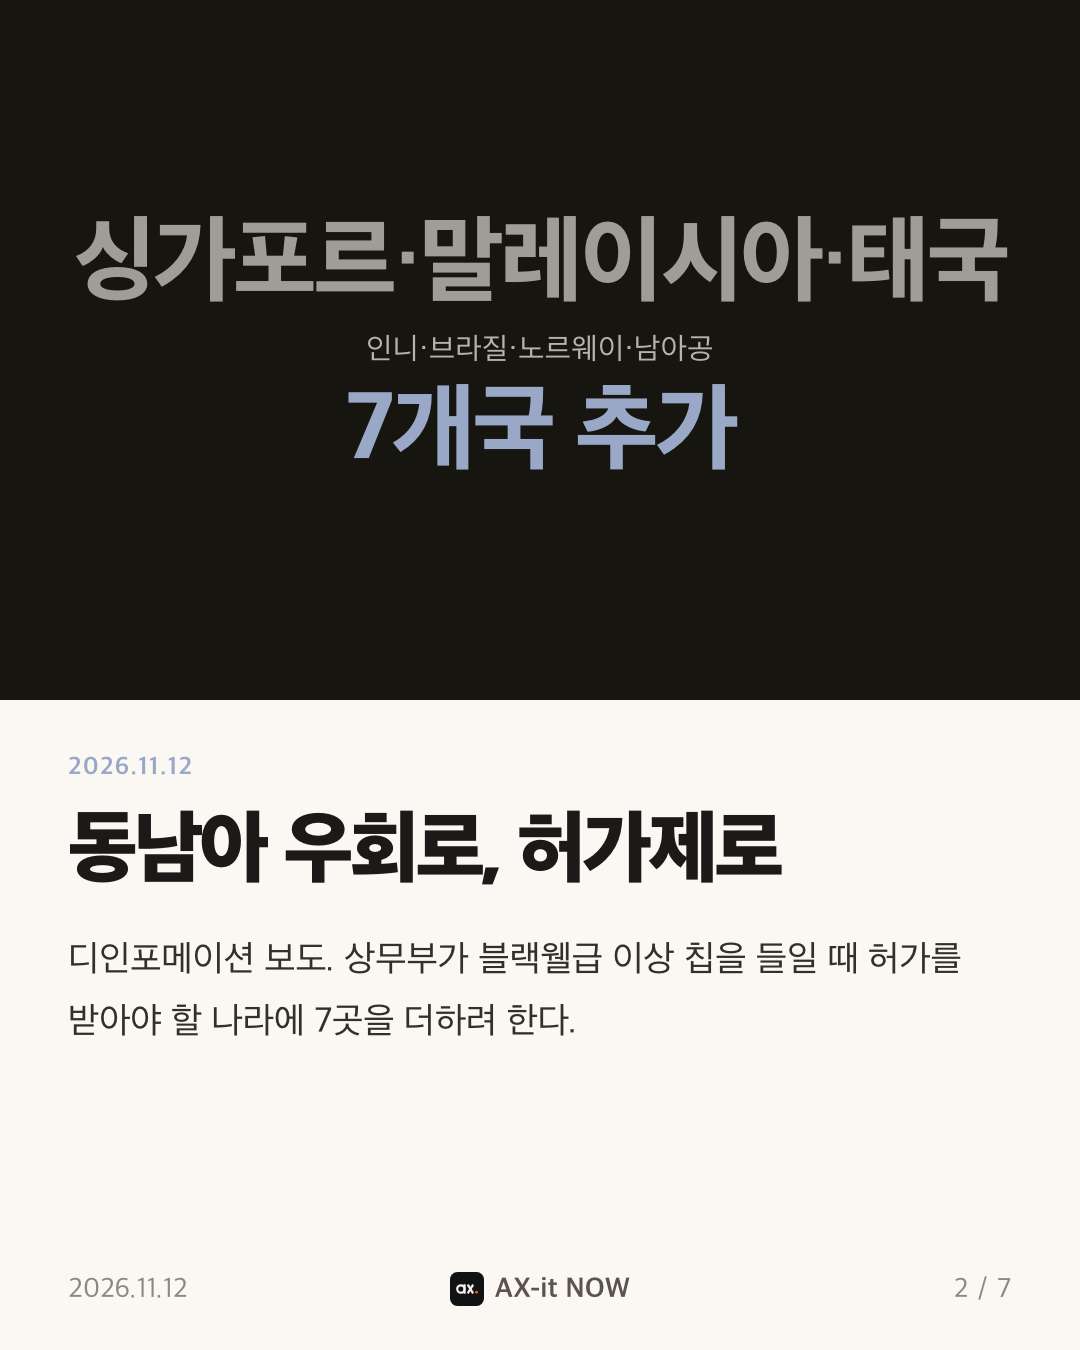 싱가포르·말레이시아·태국
인니·브라질·노르웨이·남아공
7개국 추가
2026.11.12
동남아 우회로, 허가제로
디인포메이션 보도. 상무부가 블랙웰급 이상 칩을 들일 때 허가를
받아야 할 나라에 7곳을 더하려 한다.
2026.11.12
ax. AX-it NOW
2 / 7